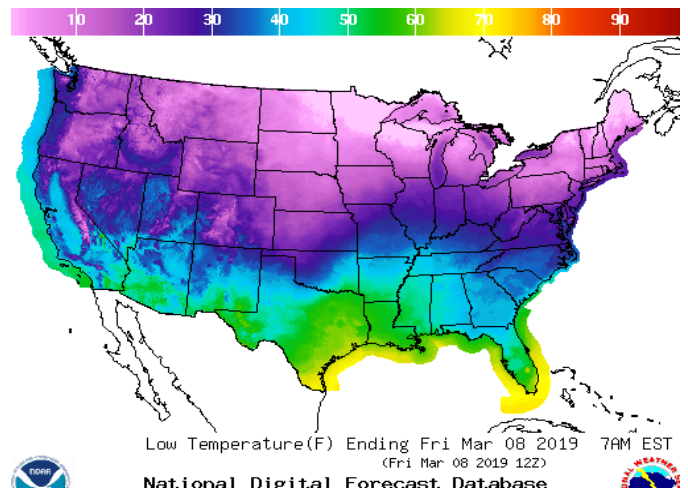 10 20 30 40 50 60 70 80 90
Low Temperature(F) Ending Fri Mar 08 2019 7AM EST
(Fri Mar 08 2019 12Z)
National Digital Forecast Database
noaa